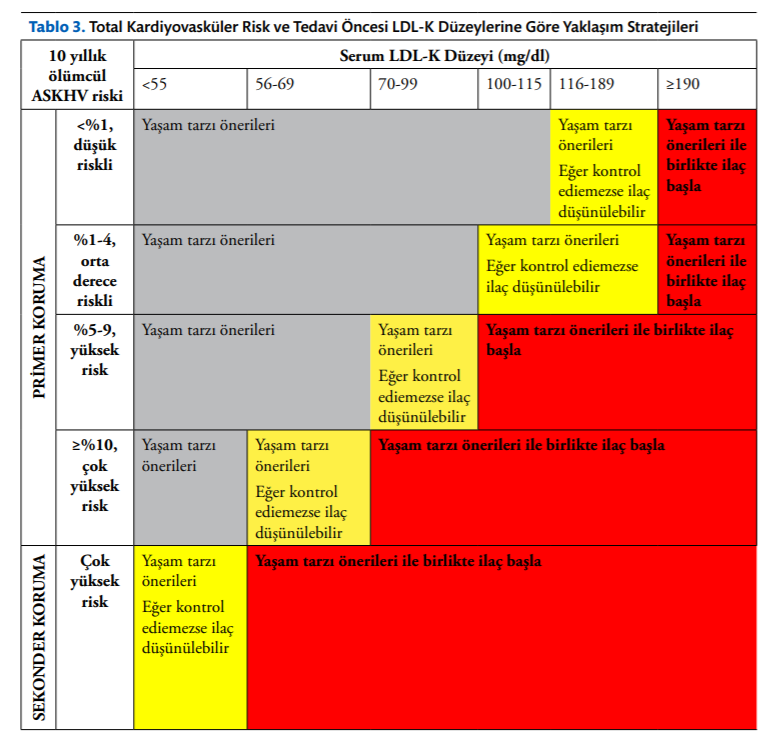 Tablo 3. Total Kardiyovasküler Risk ve Tedavi Öncesi LDL-K Düzeylerine Göre Yaklaşım Stratejileri
10 yıllık
ölümcül
ASKHV riski
Serum LDL-K Düzeyi (mg/dl)
<55
56-69
70-99
100-115
116-189
≥190
PRİMER KORUMA
<%1,
düşük
riskli
Yaşam tarzı önerileri
Yaşam tarzı
önerileri
Eğer kontrol
ediemezse ilaç
düşünülebilir
Yaşam tarzı
önerileri ile
birlikte ilaç
başla
%1-4,
orta
derece
riskli
Yaşam tarzı önerileri
Yaşam tarzı önerileri
Eğer kontrol ediemezse
ilaç düşünülebilir
Yaşam tarzı
önerileri ile
birlikte ilaç
başla
%5-9,
yüksek
risk
Yaşam tarzı önerileri
Yaşam tarzı
önerileri
Eğer kontrol
ediemezse ilaç
düşünülebilir
Yaşam tarzı önerileri ile birlikte ilaç
başla
≥%10,
çok
yüksek
risk
Yaşam tarzı
önerileri
Yaşam tarzı
önerileri
Eğer kontrol
ediemezse ilaç
düşünülebilir
Yaşam tarzı önerileri ile birlikte ilaç başla
SEKONDER KORUMA
Çok
yüksek
risk
Yaşam tarzı
önerileri
Eğer kontrol
ediemezse ilaç
düşünülebilir
Yaşam tarzı önerileri ile birlikte ilaç başla